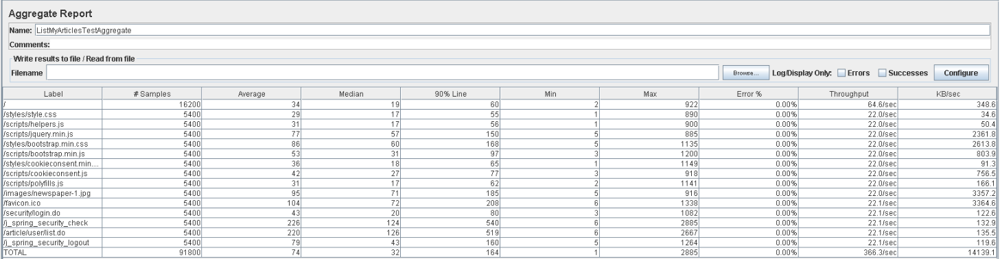 Aggregate Report
Name: ListMyArticlesTestAggregate
Comments:
Write results to file / Read from file
Filename Browse... Log/Display Only: Errors Successes Configure
Label # Samples Average Median 90% Line Min Max Error % Throughput KB/sec
/ 16200 34 19 60 2 922 0.00% 64.6/sec 348.6
/styles/style.css 5400 29 17 55 1 890 0.00% 22.0/sec 34.6
/scripts/helpers.js 5400 31 17 56 1 900 0.00% 22.0/sec 50.4
/scripts/jquery.min.js 5400 77 57 150 5 885 0.00% 22.0/sec 2361.8
/styles/bootstrap.min.css 5400 86 60 168 5 1135 0.00% 22.0/sec 2613.8
/scripts/bootstrap.min.js 5400 53 31 97 3 1200 0.00% 22.0/sec 803.9
/styles/cookieconsent.min.... 5400 36 18 65 1 1149 0.00% 22.0/sec 91.3
/scripts/cookieconsent.js 5400 42 27 77 3 918 0.00% 22.0/sec 756.5
/scripts/polyfills.js 5400 31 17 62 2 1141 0.00% 22.0/sec 166.1
/images/newspaper-1.jpg 5400 95 71 185 5 916 0.00% 22.0/sec 3357.2
/favicon.ico 5400 104 72 208 6 1338 0.00% 22.1/sec 3364.6
/security/login.do 5400 43 20 80 3 1082 0.00% 22.1/sec 122.6
/j_spring_security_check 5400 226 124 540 6 2885 0.00% 22.1/sec 132.9
/article/user/list.do 5400 220 126 519 6 2667 0.00% 22.1/sec 135.5
/j_spring_security_logout 5400 79 43 160 5 1264 0.00% 22.1/sec 119.6
TOTAL 91800 74 32 164 1 2885 0.00% 366.3/sec 14139.1